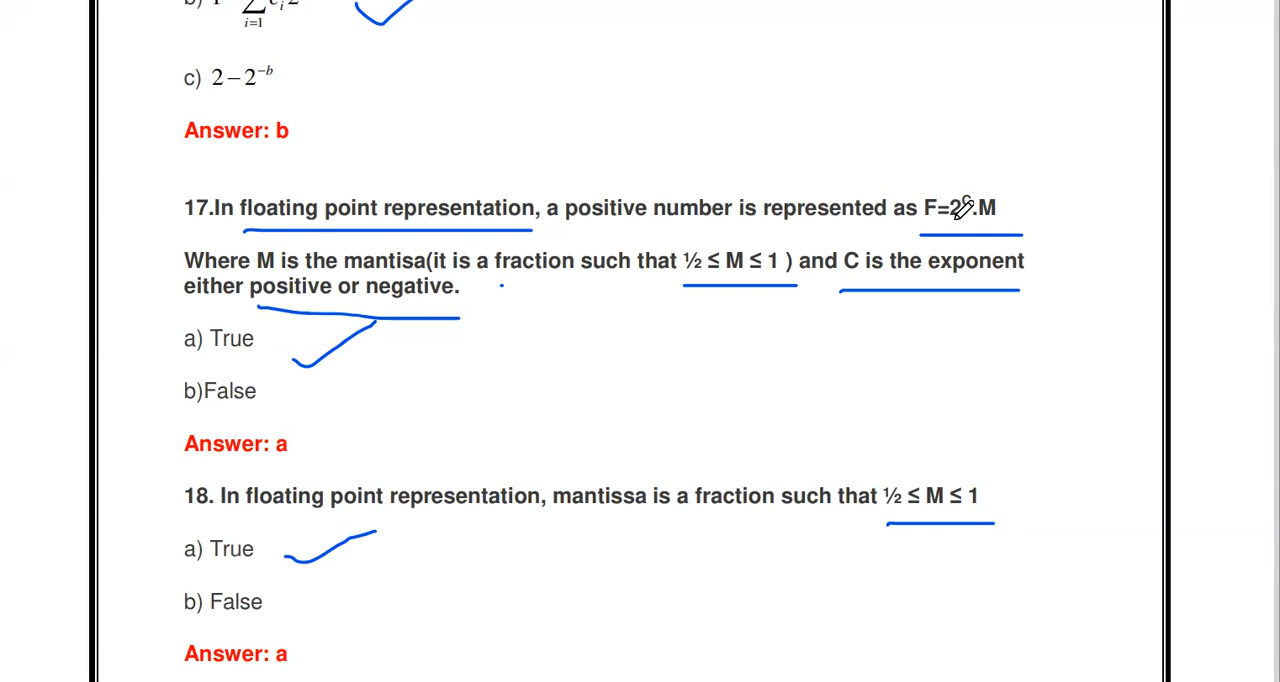 c) 2−2⁻ᵇ
Answer: b
17.In floating point representation, a positive number is represented as F=2ᶜ.M
Where M is the mantisa(it is a fraction such that ½ ≤ M ≤ 1 ) and C is the exponent
either positive or negative.
a) True
b)False
Answer: a
18. In floating point representation, mantissa is a fraction such that ½ ≤ M ≤ 1
a) True
b) False
Answer: a